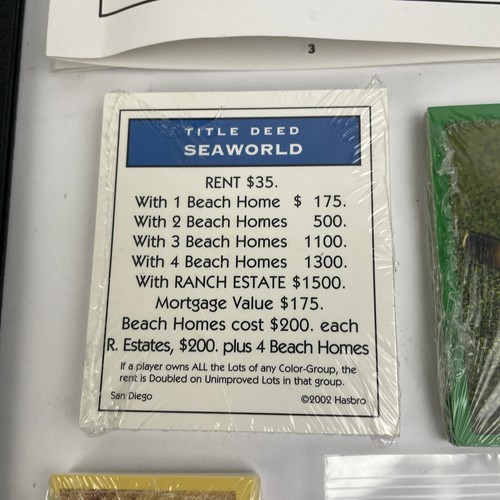 3
TITLE DEED
SEAWORLD
RENT $35.
With 1 Beach Home $ 175.
With 2 Beach Homes 500.
With 3 Beach Homes 1100.
With 4 Beach Homes 1300.
With RANCH ESTATE $1500.
Mortgage Value $175.
Beach Homes cost $200. each
R. Estates, $200. plus 4 Beach Homes
If a player owns ALL the Lots of any Color-Group, the
rent is Doubled on Unimproved Lots in that group.
San Diego ©2002 Hasbro